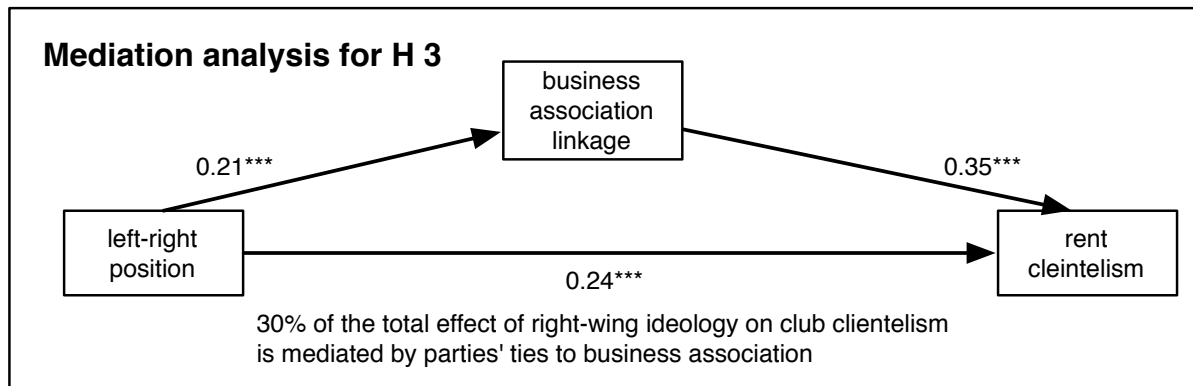 Mediation analysis for H 3
business
association
linkage
0.21***
0.35***
left-right
position
rent
cleintelism
0.24***
30% of the total effect of right-wing ideology on club clientelism
is mediated by parties' ties to business association